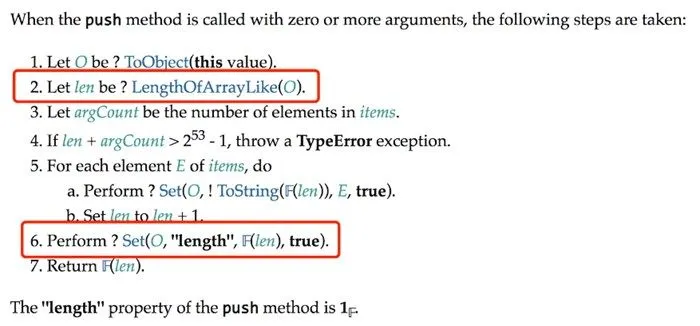 When the push method is called with zero or more arguments, the following steps are taken:
1. Let O be ? ToObject(this value).
2. Let len be ? LengthOfArrayLike(O).
3. Let argCount be the number of elements in items.
4. If len + argCount > 2⁵³ - 1, throw a TypeError exception.
5. For each element E of items, do
a. Perform ? Set(O, ! ToString(𝔽(len)), E, true).
b. Set len to len + 1.
6. Perform ? Set(O, "length", 𝔽(len), true).
7. Return 𝔽(len).
The "length" property of the push method is 1𝔽.